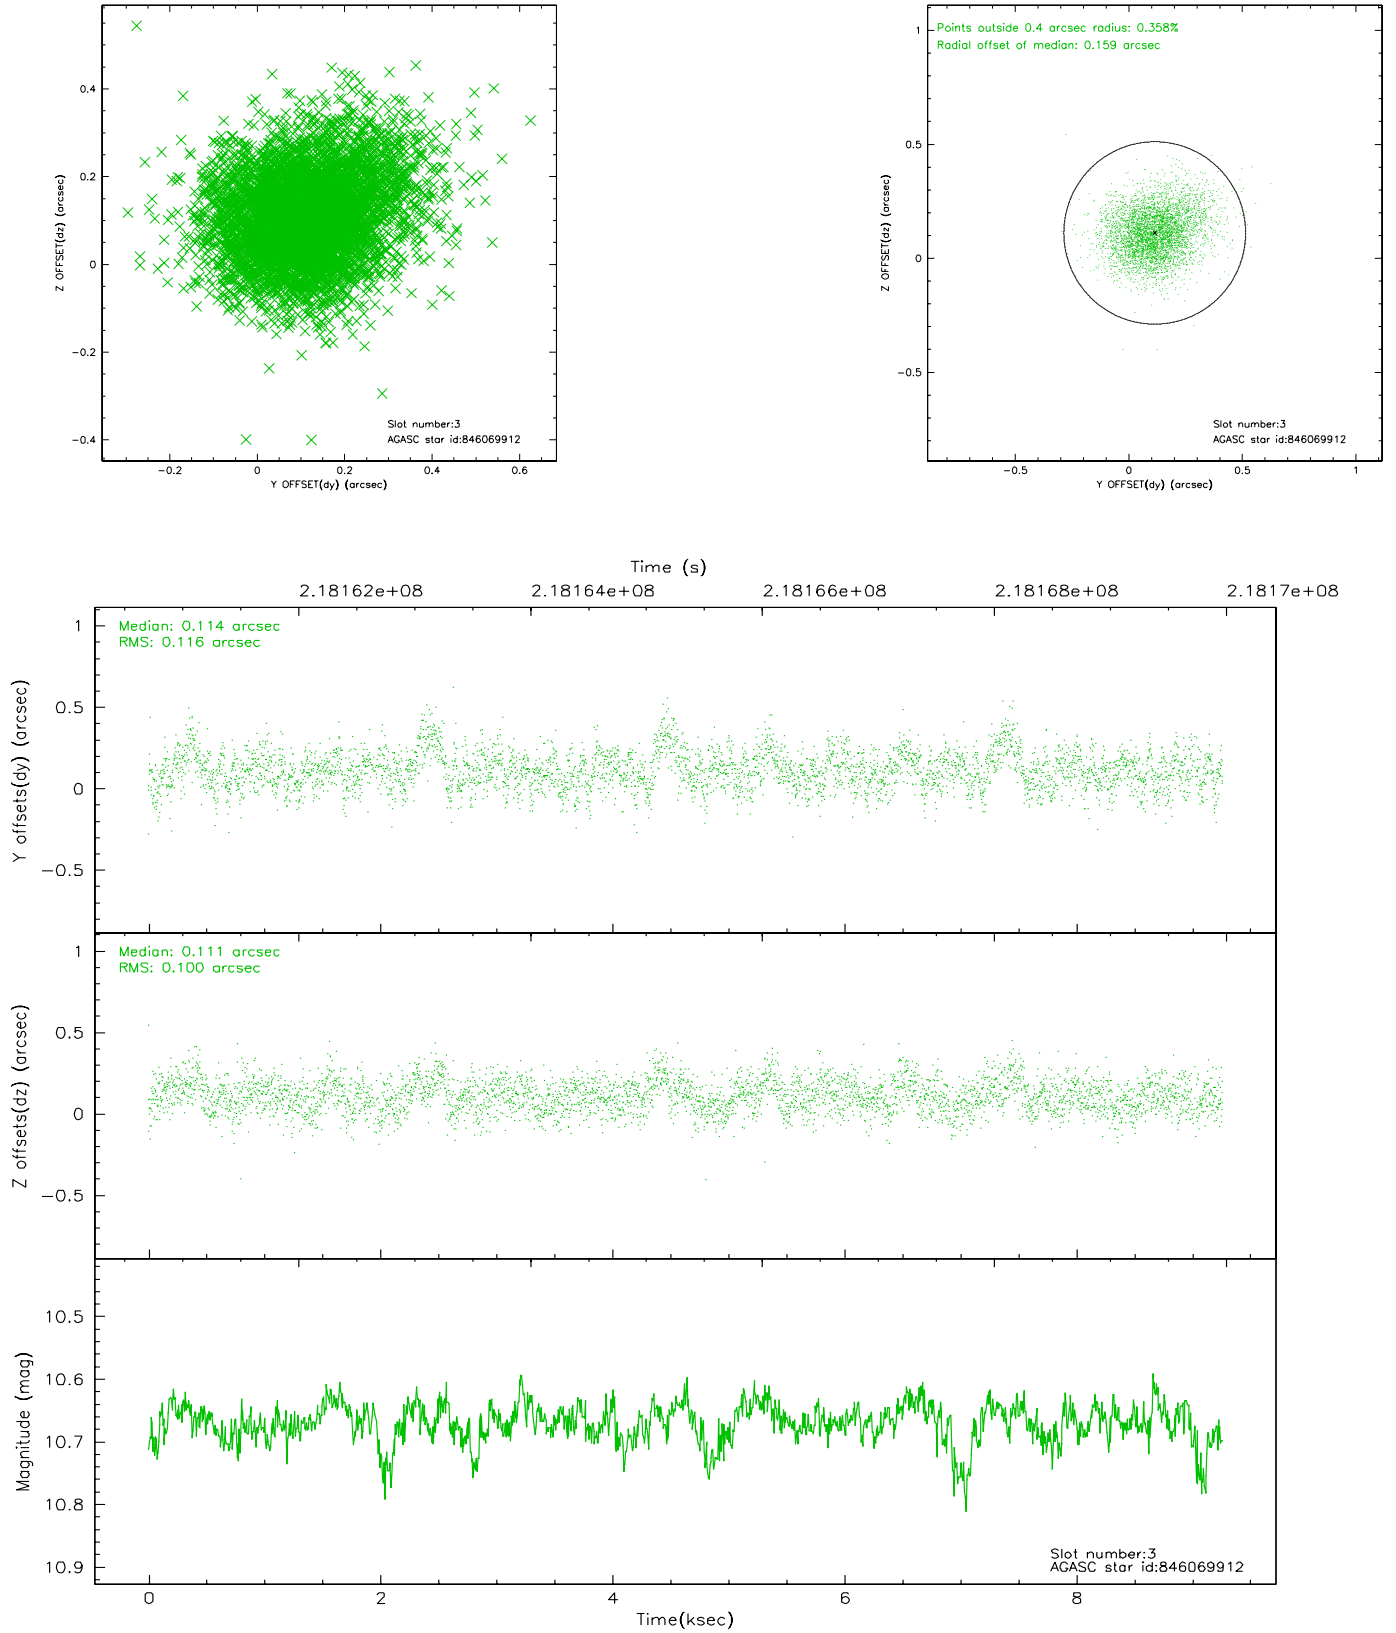 0.4
0.2
0
-0.2
-0.4
Z OFFSET(dz) (arcsec)
Slot number:3
AGASC star id:846069912
-0.2 0 0.2 0.4 0.6
Y OFFSET(dy) (arcsec)
Points outside 0.4 arcsec radius: 0.358%
Radial offset of median: 0.159 arcsec
1
0.5
0
-0.5
Z OFFSET(dz) (arcsec)
Slot number:3
AGASC star id:846069912
-0.5 0 0.5 1
Y OFFSET(dy) (arcsec)
Time (s)
2.18162e+08 2.18164e+08 2.18166e+08 2.18168e+08 2.1817e+08
Median: 0.114 arcsec
RMS: 0.116 arcsec
1
0.5
0
-0.5
Y offsets(dy) (arcsec)
Median: 0.111 arcsec
RMS: 0.100 arcsec
1
0.5
0
-0.5
Z offsets(dz) (arcsec)
10.5
10.6
10.7
10.8
10.9
Magnitude (mag)
Slot number:3
AGASC star id:846069912
0 2 4 6 8
Time(ksec)